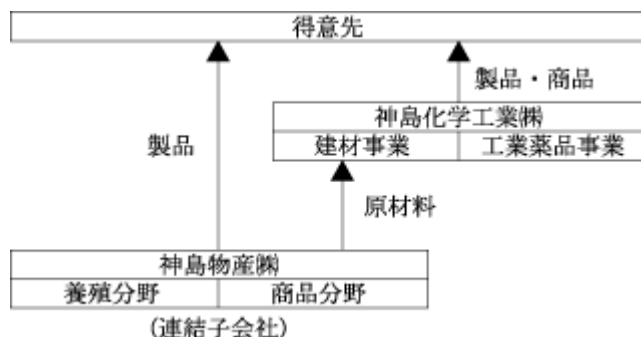 得意先
製品・商品
神島化学工業㈱
建材事業 工業薬品事業
製品
原材料
神島物産㈱
養殖分野 商品分野
(連結子会社)